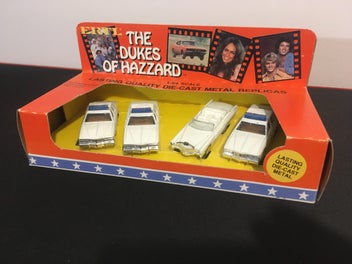 ERTL
THE
DUKES
OF HAZZARD
1:64 SCALE
LASTING QUALITY DIE-CAST METAL REPLICAS
LASTING
QUALITY
DIE-CAST
METAL